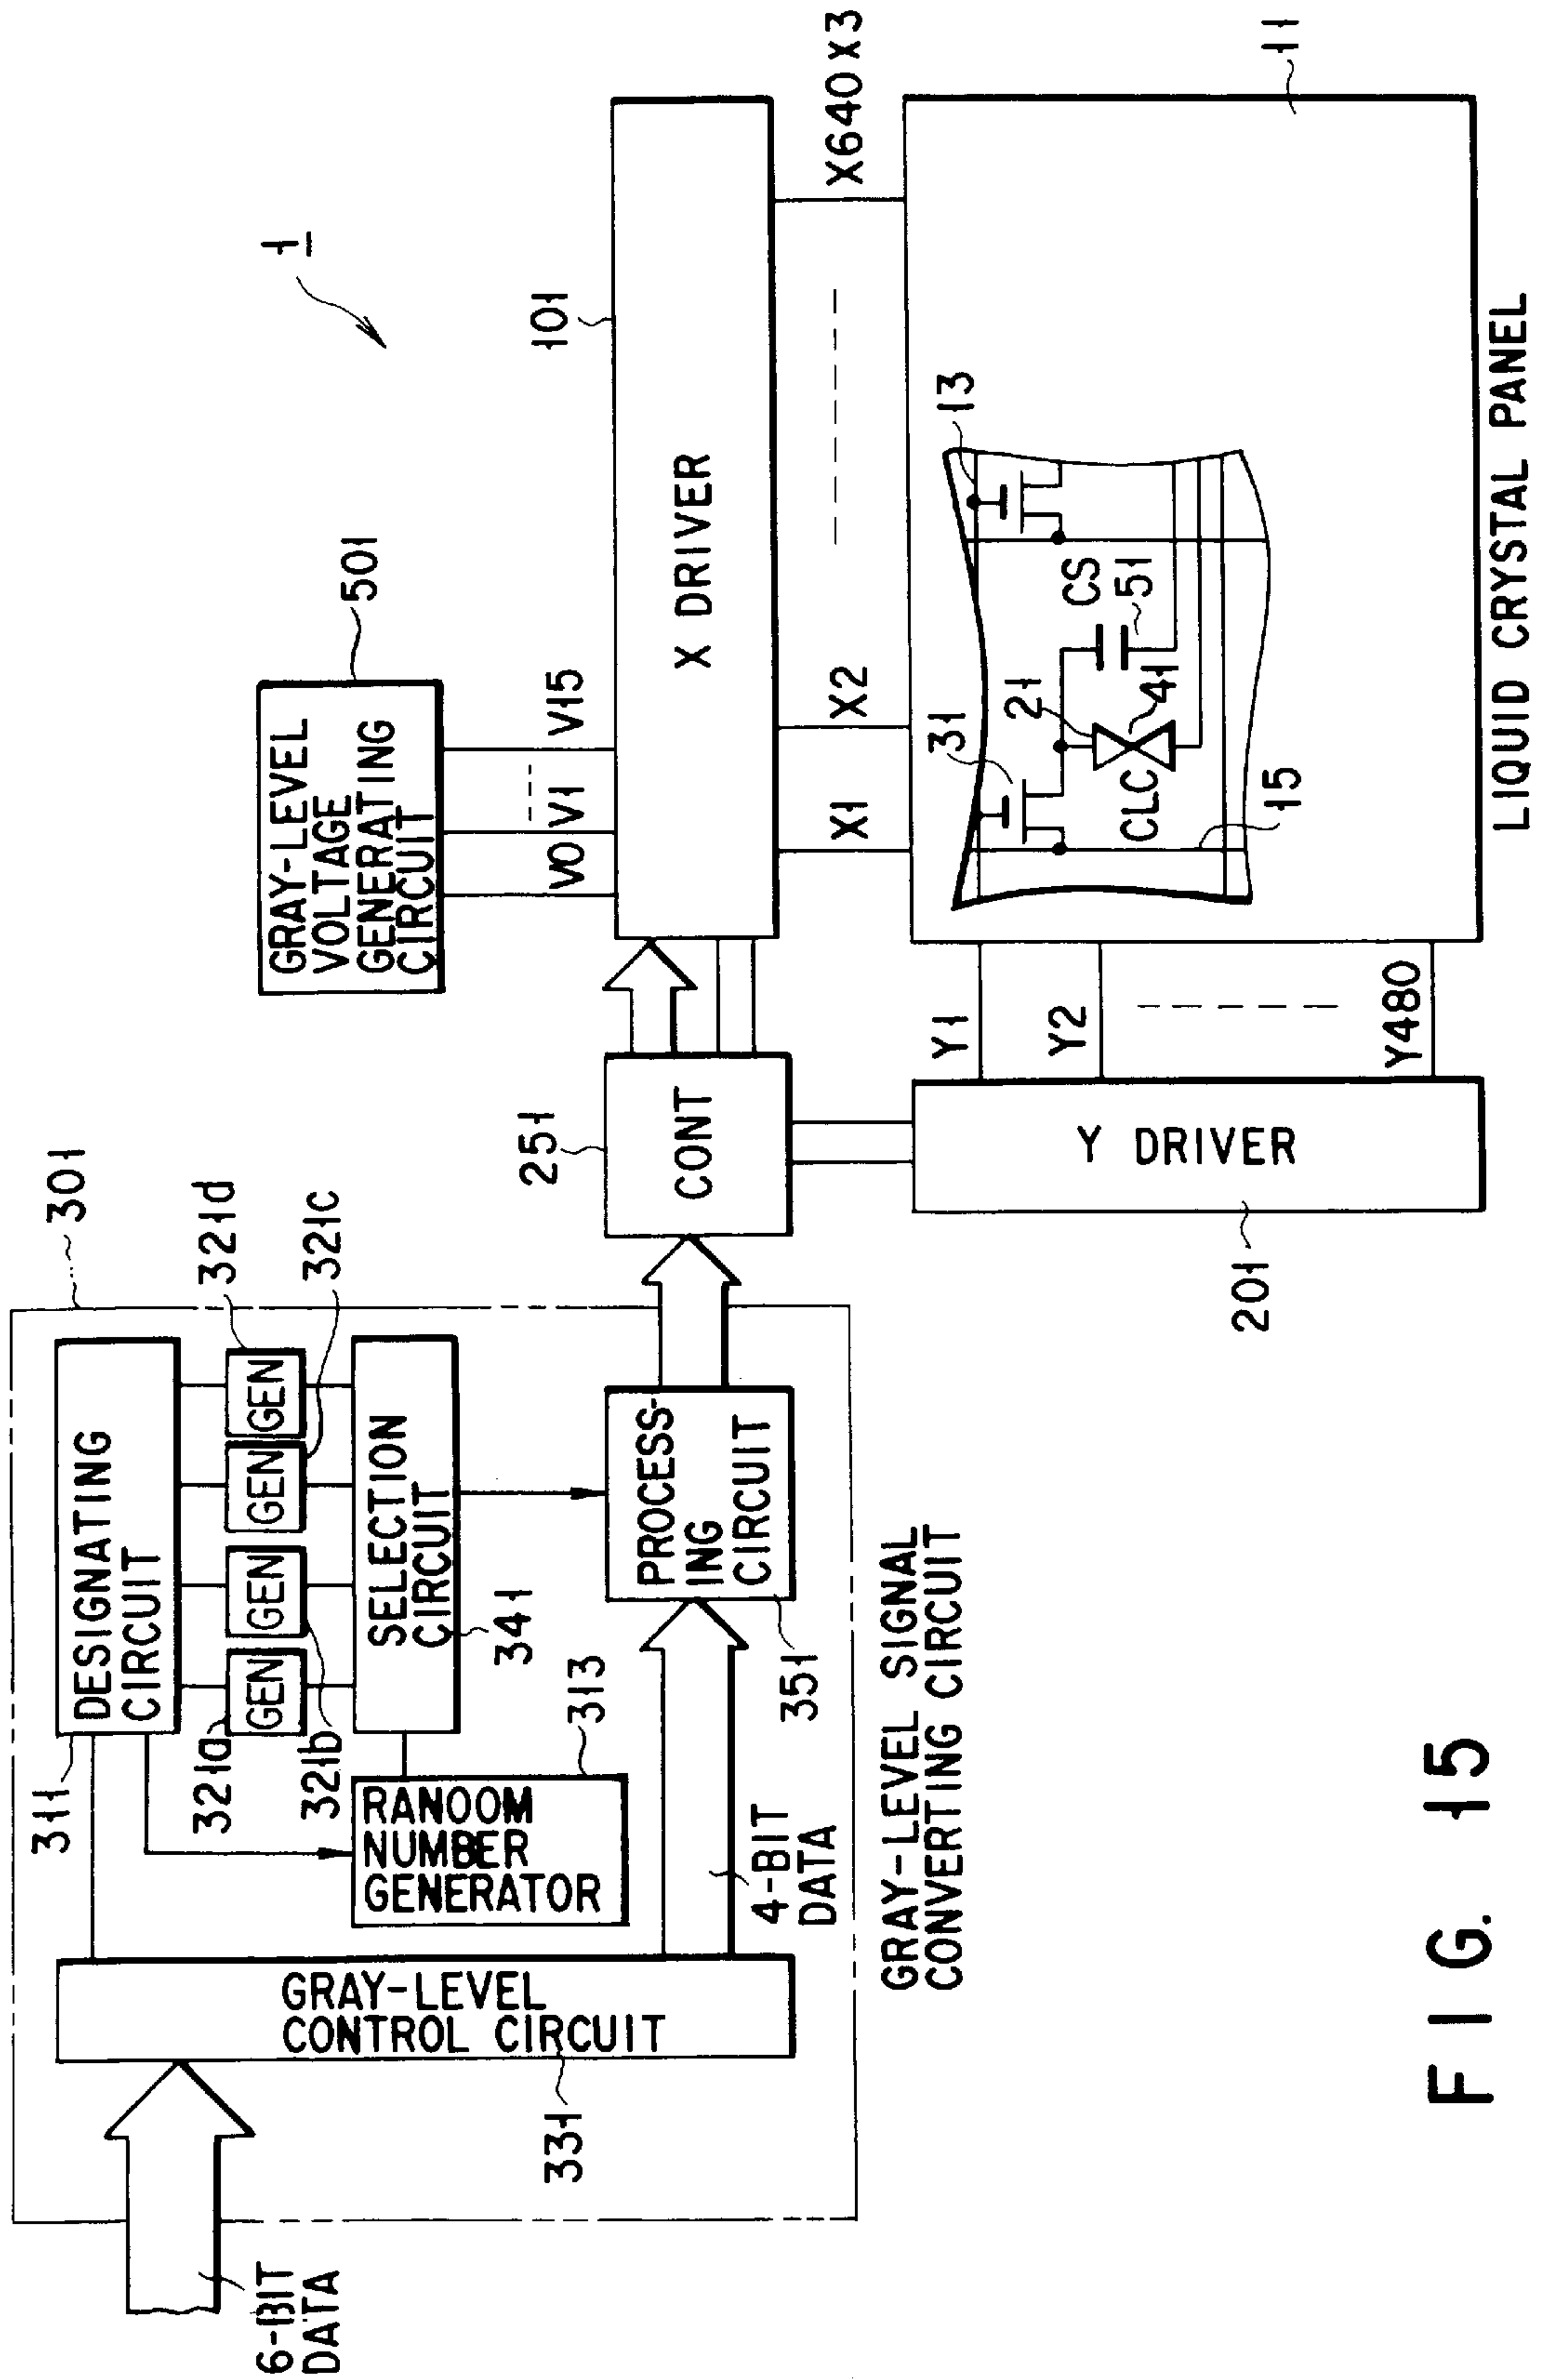 6-BIT
DATA
331
GRAY-LEVEL
CONTROL CIRCUIT
311
DESIGNATING
CIRCUIT
301
321a
GEN
321b
GEN
GEN
321c
GEN
321d
SELECTION
CIRCUIT
341
RANOOM
NUMBER
GENERATOR
313
4-BIT
DATA
PROCESS-
ING
CIRCUIT
351
GRAY-LEVEL SIGNAL
CONVERTING CIRCUIT
251
CONT
GRAY-LEVEL
VOLTAGE
GENERATING
CIRCUIT
501
V0
V1
V15
1
101
X DRIVER
X1
X2
X640X3
201
Y DRIVER
Y1
Y2
Y480
31
13
21
CS
51
CLC
41
15
11
LIQUID CRYSTAL PANEL
FIG. 15